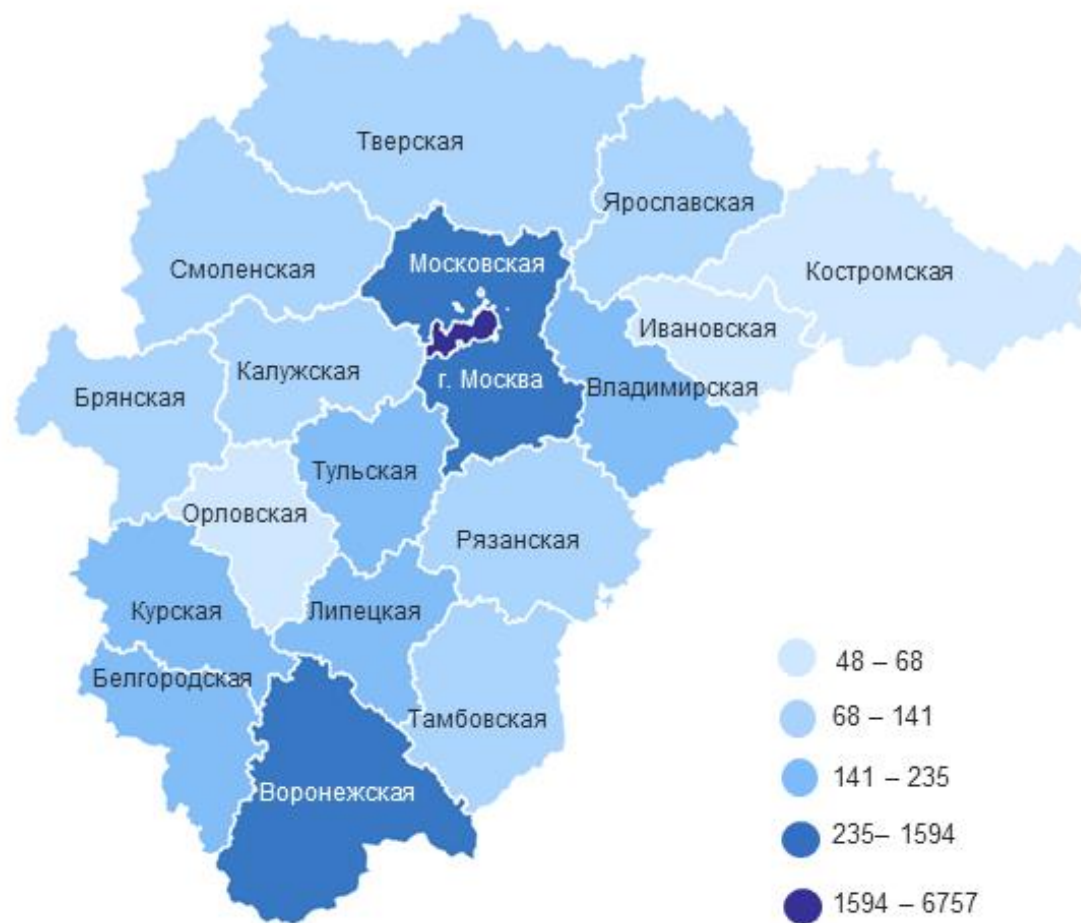 Тверская
Ярославская
Смоленская
Московская
Костромская
Ивановская
Калужская
г. Москва
Владимирская
Брянская
Тульская
Орловская
Рязанская
Курская
Липецкая
Белгородская
Тамбовская
Воронежская
48 – 68
68 – 141
141 – 235
235– 1594
1594 – 6757